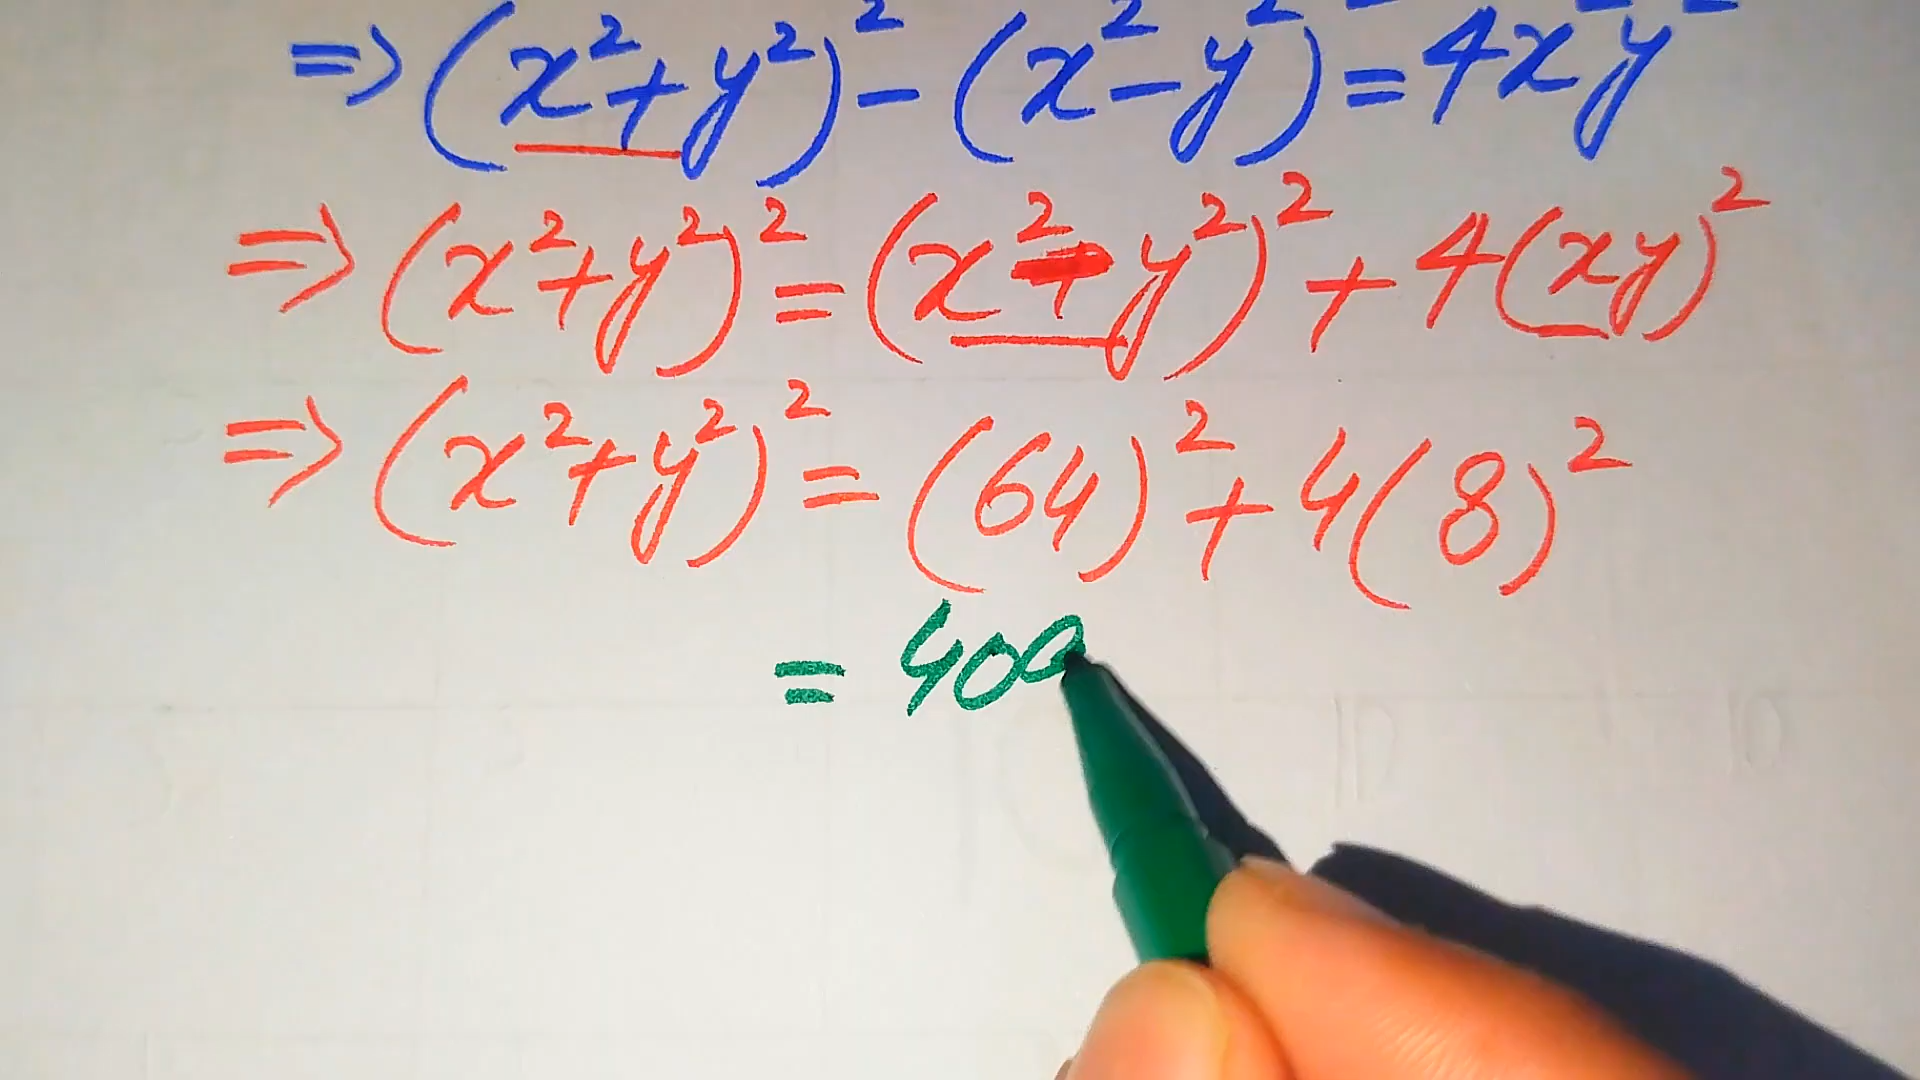 ⇒ (x²+y²)² - (x²-y²)² = 4x²y²
⇒ (x²+y²)² = (x²-y²)² + 4(xy)²
⇒ (x²+y²)² = (64)² + 4(8)²
= 409